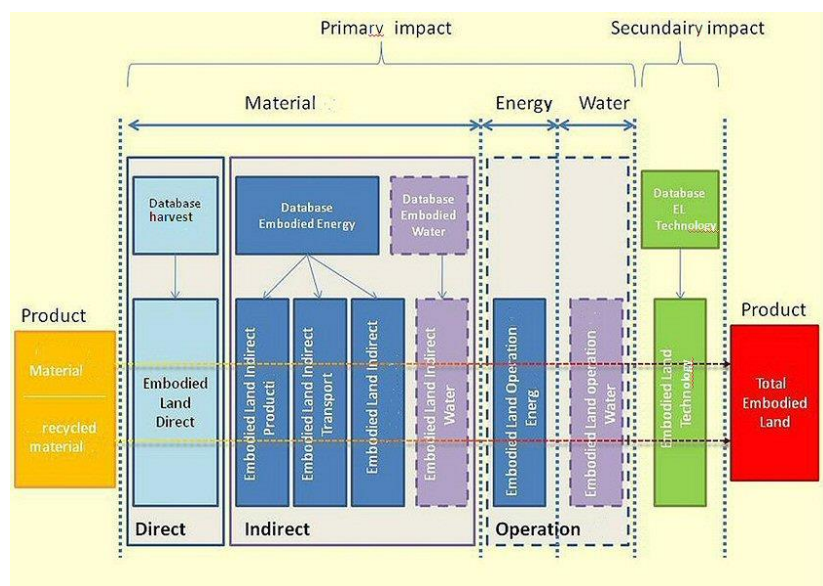 Primary impact
Secundairy impact
Material
Energy
Water
Database
harvest
Database
Embodied Energy
Database
Embodied
Water
Database
EL
Technology
Product
Material
recycled
material
Embodied
Land
Direct
Embodied Land Indirect
Producti
Embodied Land Indirect
Transport
Embodied Land Indirect
Embodied Land Indirect
Water
Embodied Land Operation
Energ
Embodied Land operation
Water
Embodied Land
Technology
Product
Total
Embodied
Land
Direct
Indirect
Operation